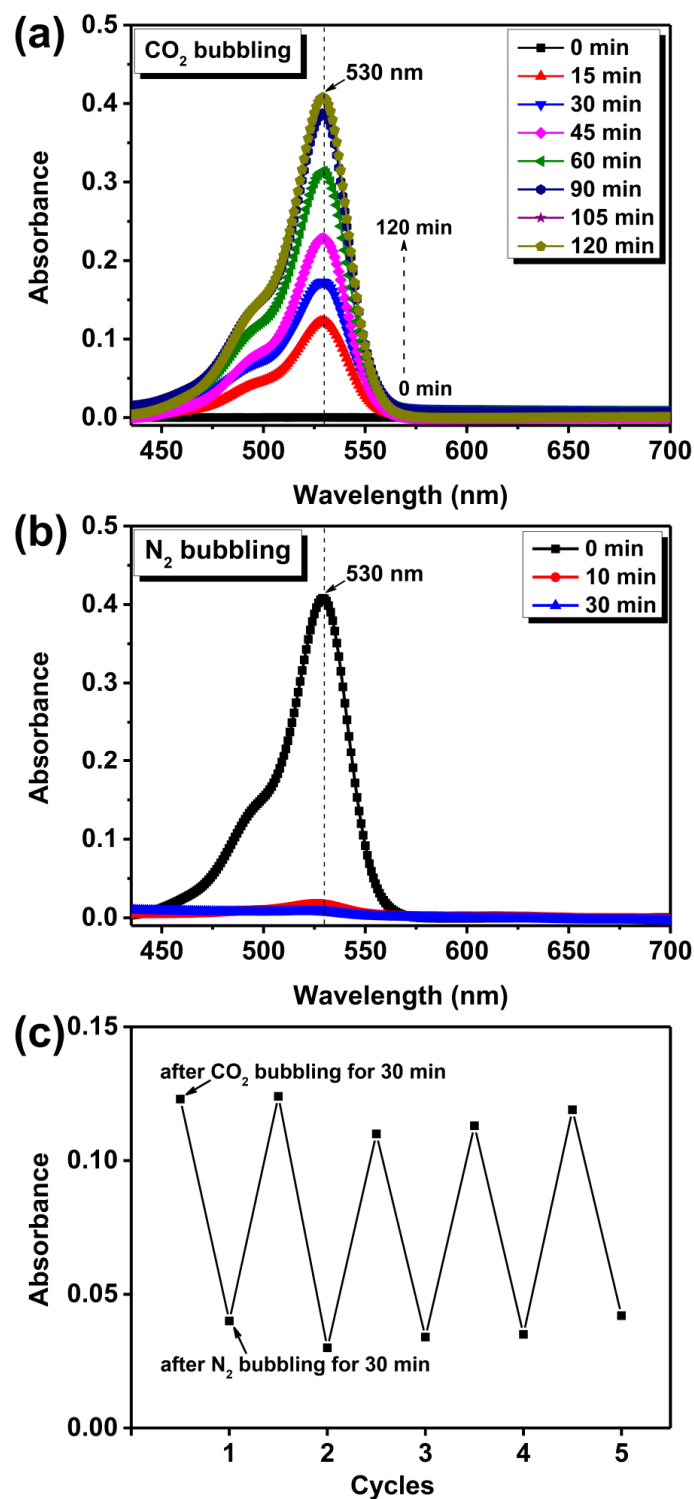 (a)
CO₂ bubbling
530 nm
0 min
15 min
30 min
45 min
60 min
90 min
105 min
120 min
120 min
0 min
0.5
0.4
0.3
0.2
0.1
0.0
Absorbance
450 500 550 600 650 700
Wavelength (nm)
(b)
N₂ bubbling
530 nm
0 min
10 min
30 min
0.5
0.4
0.3
0.2
0.1
0.0
Absorbance
450 500 550 600 650 700
Wavelength (nm)
(c)
after CO₂ bubbling for 30 min
after N₂ bubbling for 30 min
0.15
0.10
0.05
0.00
Absorbance
1 2 3 4 5
Cycles